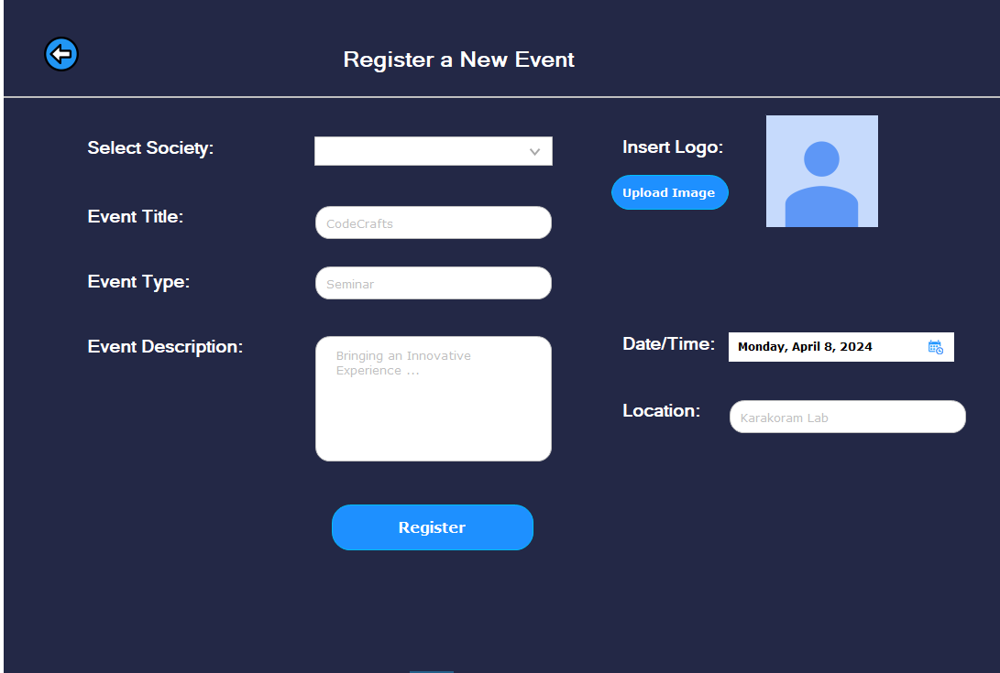 Register a New Event
Select Society:
Insert Logo:
Upload Image
Event Title:
CodeCrafts
Event Type:
Seminar
Event Description:
Bringing an Innovative
Experience ...
Date/Time:
Monday, April 8, 2024
Location:
Karakoram Lab
Register